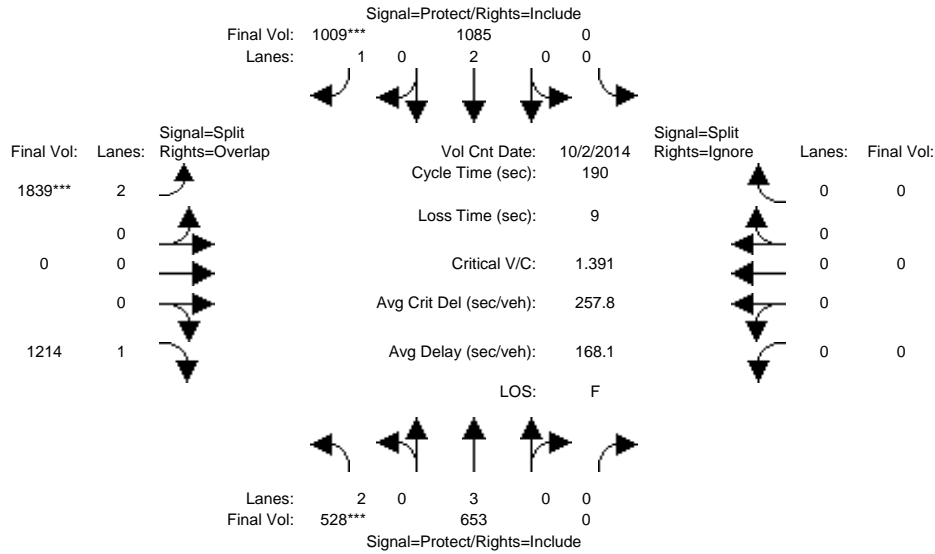 Signal=Protect/Rights=Include
Final Vol: 1009*** 1085 0
Lanes: 1 0 2 0 0
Signal=Split Signal=Split
Final Vol: Lanes: Rights=Overlap Vol Cnt Date: 10/2/2014 Rights=Ignore Lanes: Final Vol:
Cycle Time (sec): 190
1839*** 2 0 0
Loss Time (sec): 9
0 0
0 0 Critical V/C: 1.391 0 0
0 Avg Crit Del (sec/veh): 257.8 0
1214 1 Avg Delay (sec/veh): 168.1 0 0
LOS: F
Lanes: 2 0 3 0 0
Final Vol: 528*** 653 0
Signal=Protect/Rights=Include